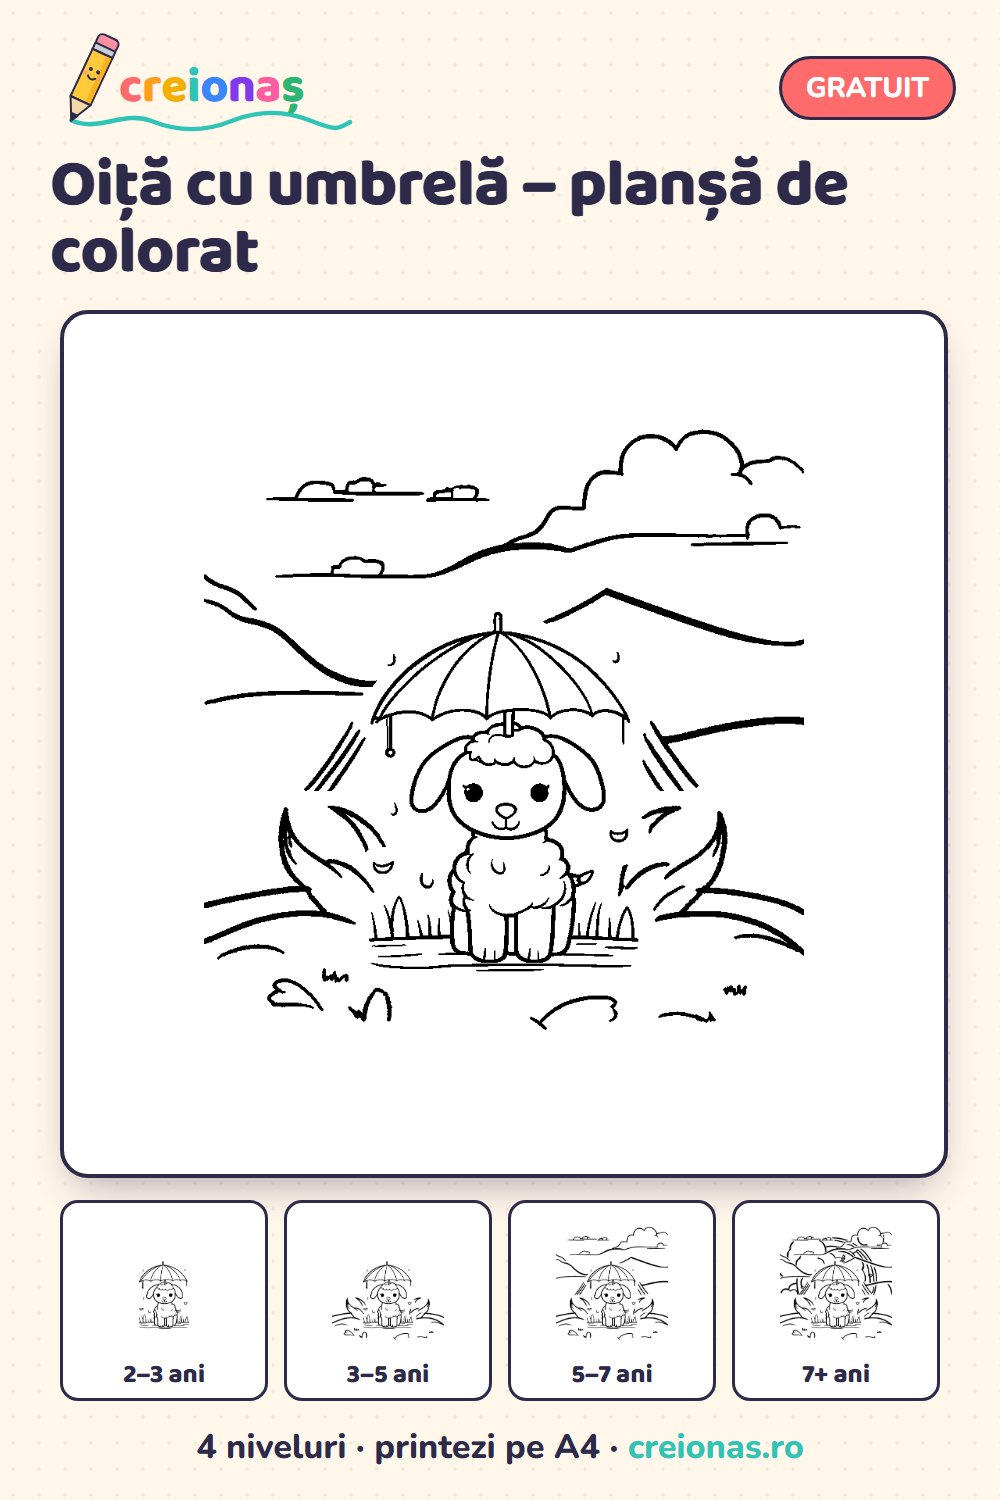 creionaș
GRATUIT
Oiță cu umbrelă – planșă de
colorat
2–3 ani
3–5 ani
5–7 ani
7+ ani
4 niveluri · printezi pe A4 · creionas.ro